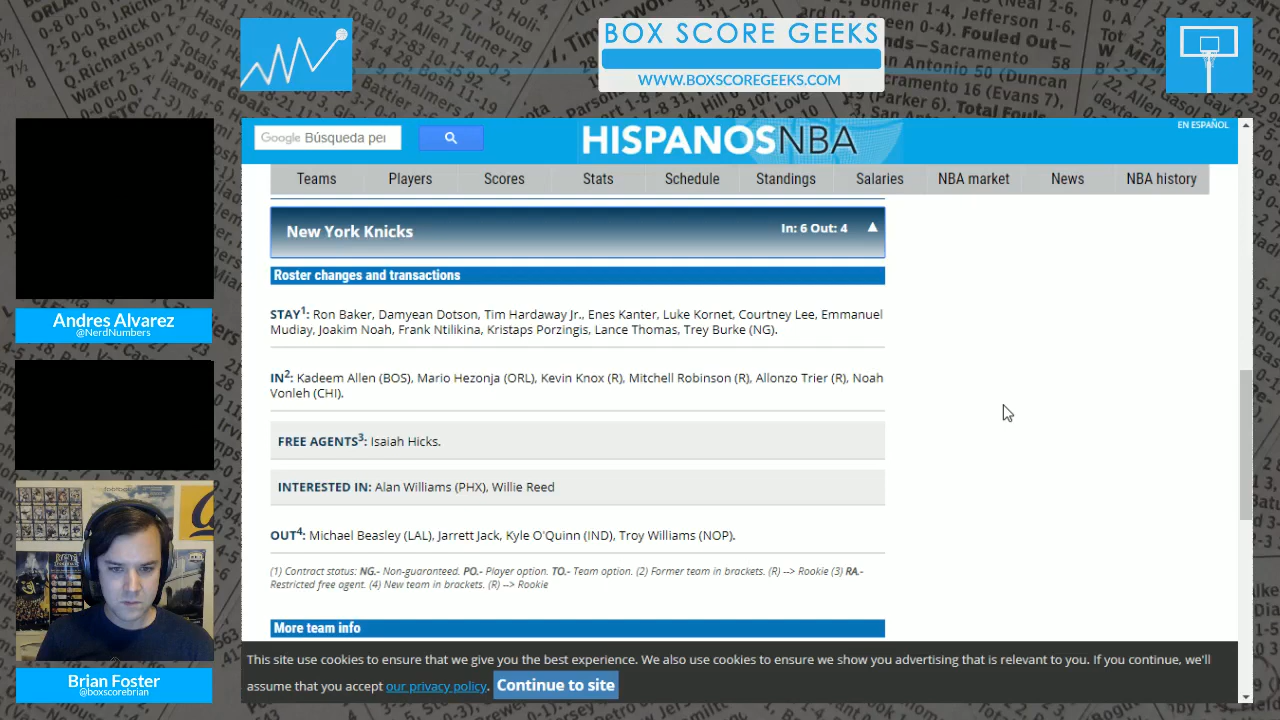 BOX SCORE GEEKS
WWW.BOXSCOREGEEKS.COM
Andres Alvarez
@NerdNumbers
Brian Foster
@boxscorebrian
EN ESPAÑOL
Google Búsqueda per
HISPANOSNBA
Teams Players Scores Stats Schedule Standings Salaries NBA market News NBA history
New York Knicks In: 6 Out: 4 ▲
Roster changes and transactions
STAY1: Ron Baker, Damyean Dotson, Tim Hardaway Jr., Enes Kanter, Luke Kornet, Courtney Lee, Emmanuel
Mudiay, Joakim Noah, Frank Ntilikina, Kristaps Porzingis, Lance Thomas, Trey Burke (NG).
IN2: Kadeem Allen (BOS), Mario Hezonja (ORL), Kevin Knox (R), Mitchell Robinson (R), Allonzo Trier (R), Noah
Vonleh (CHI).
FREE AGENTS3: Isaiah Hicks.
INTERESTED IN: Alan Williams (PHX), Willie Reed
OUT4: Michael Beasley (LAL), Jarrett Jack, Kyle O'Quinn (IND), Troy Williams (NOP).
(1) Contract status: NG.- Non-guaranteed. PO.- Player option. TO.- Team option. (2) Former team in brackets. (R) --> Rookie (3) RA.-
Restricted free agent. (4) New team in brackets. (R) --> Rookie
More team info
This site use cookies to ensure that we give you the best experience. We also use cookies to ensure we show you advertising that is relevant to you. If you continue, we'll
assume that you accept our privacy policy. Continue to site